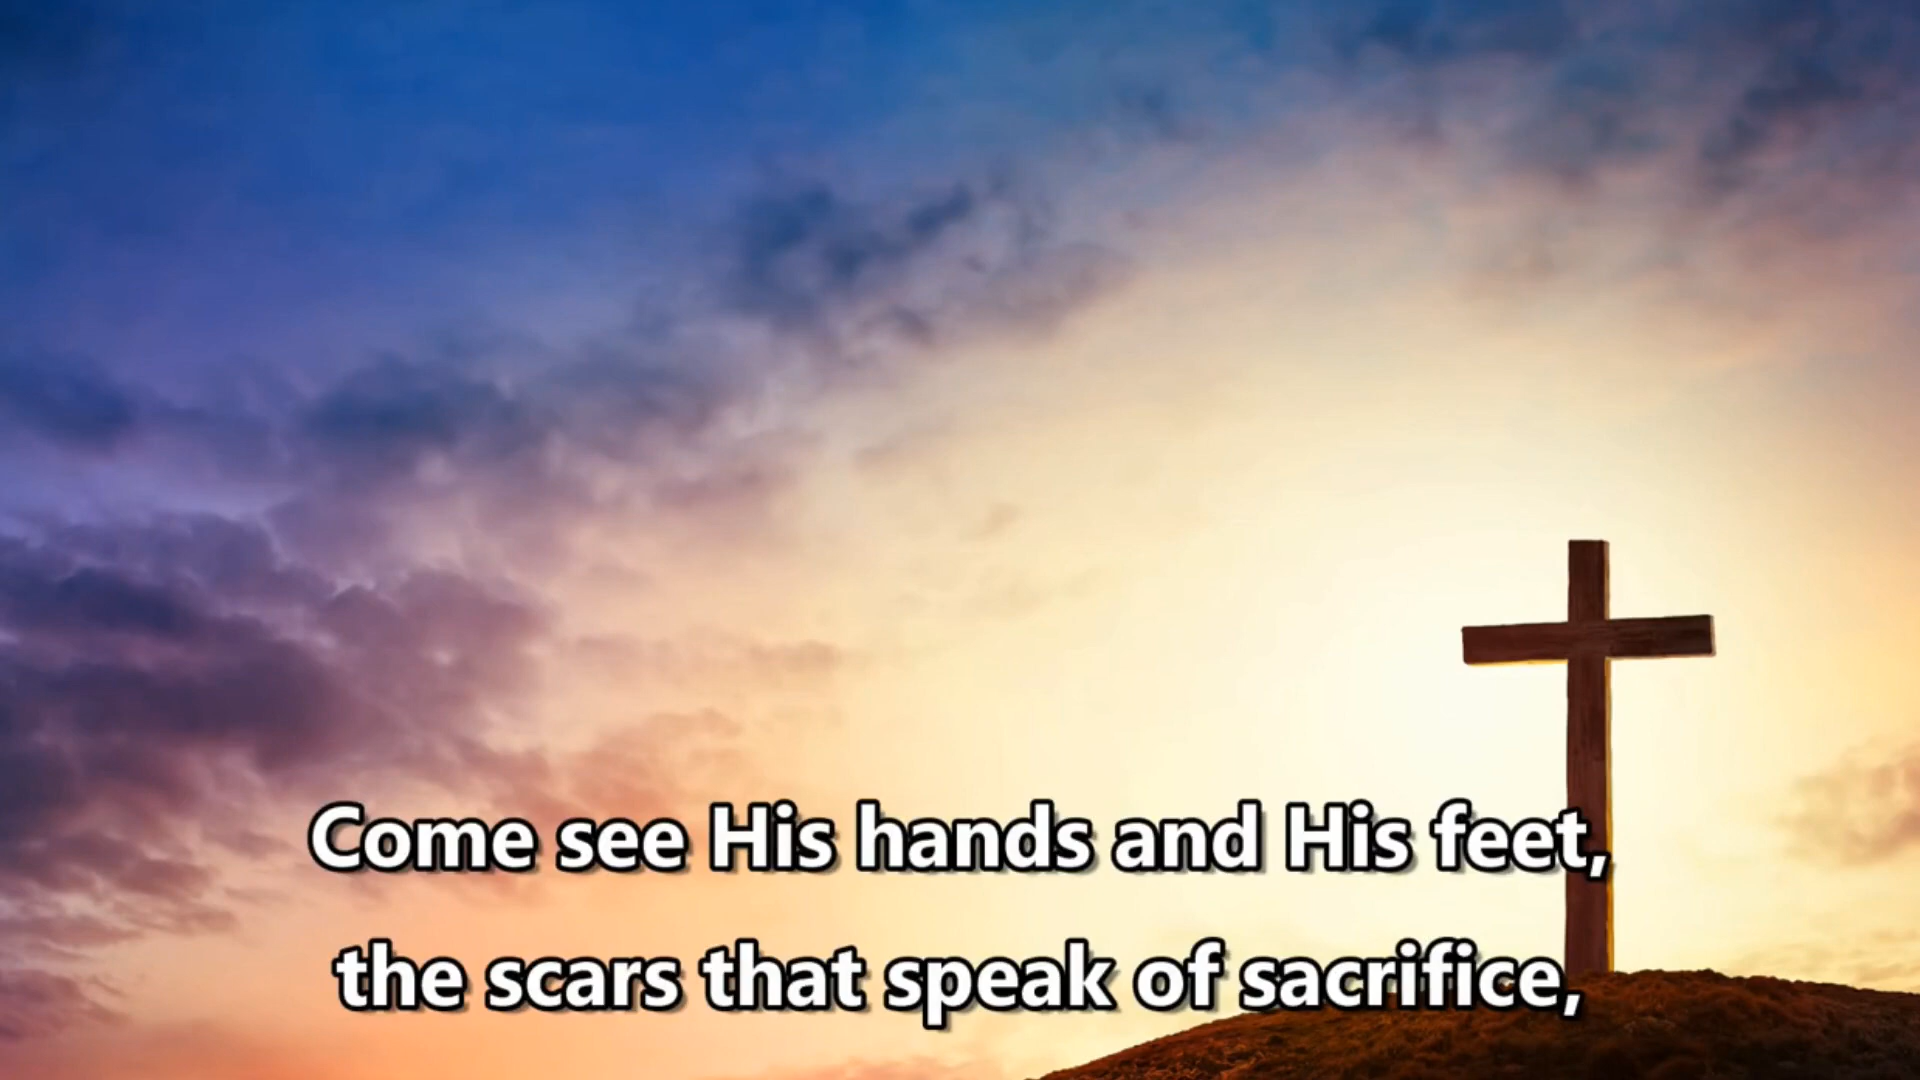 Come see His hands and His feet,
the scars that speak of sacrifice,